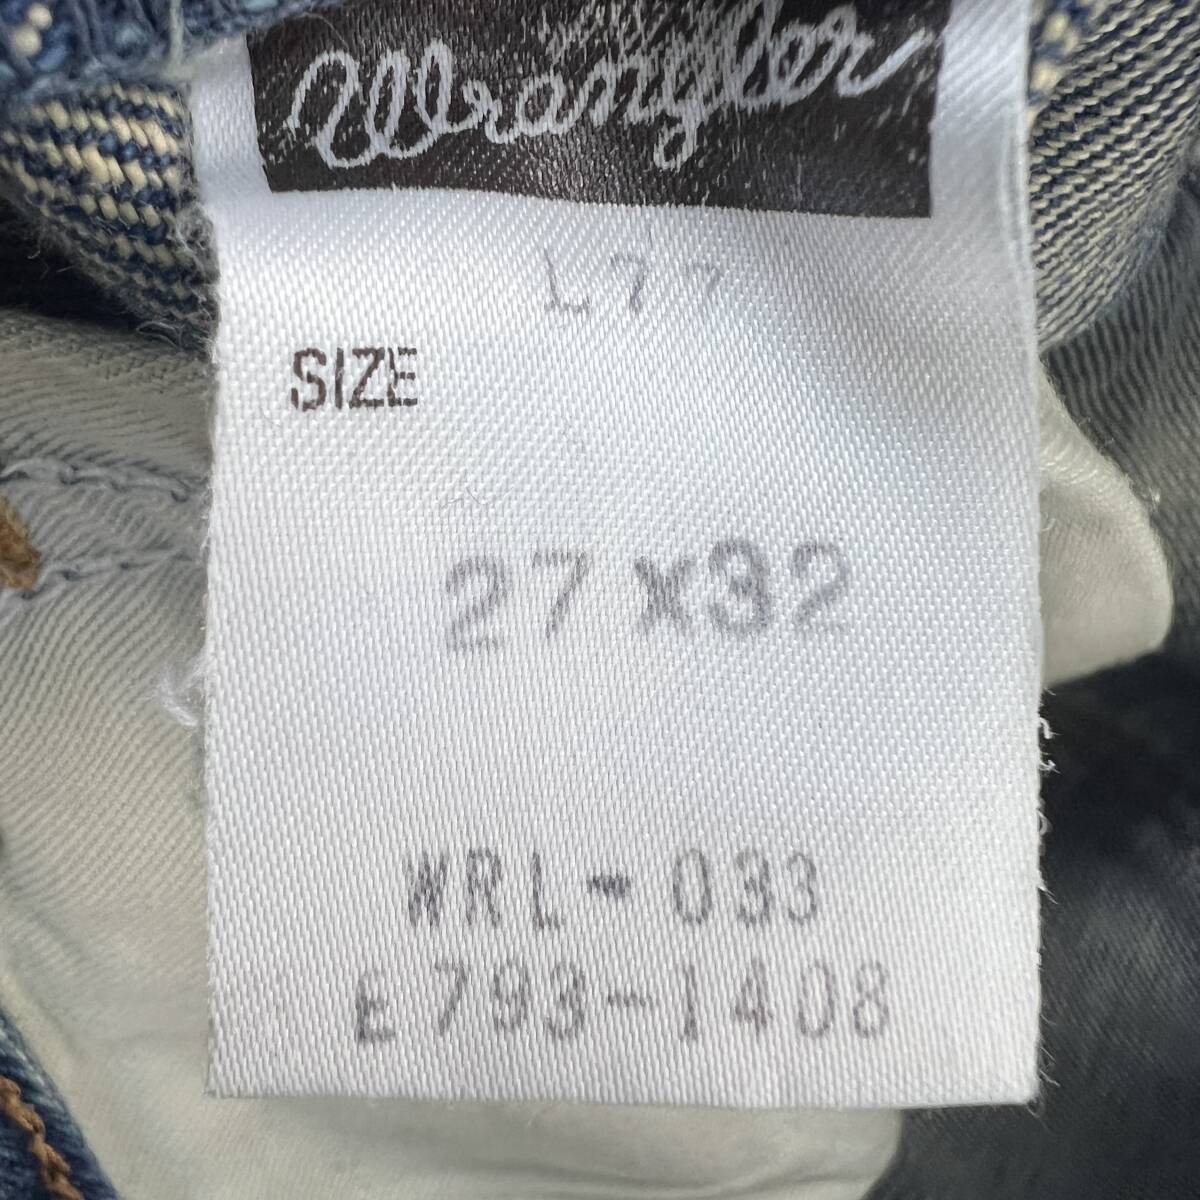 Wrangler
L77
SIZE
27X32
WRL-033
E793-1408